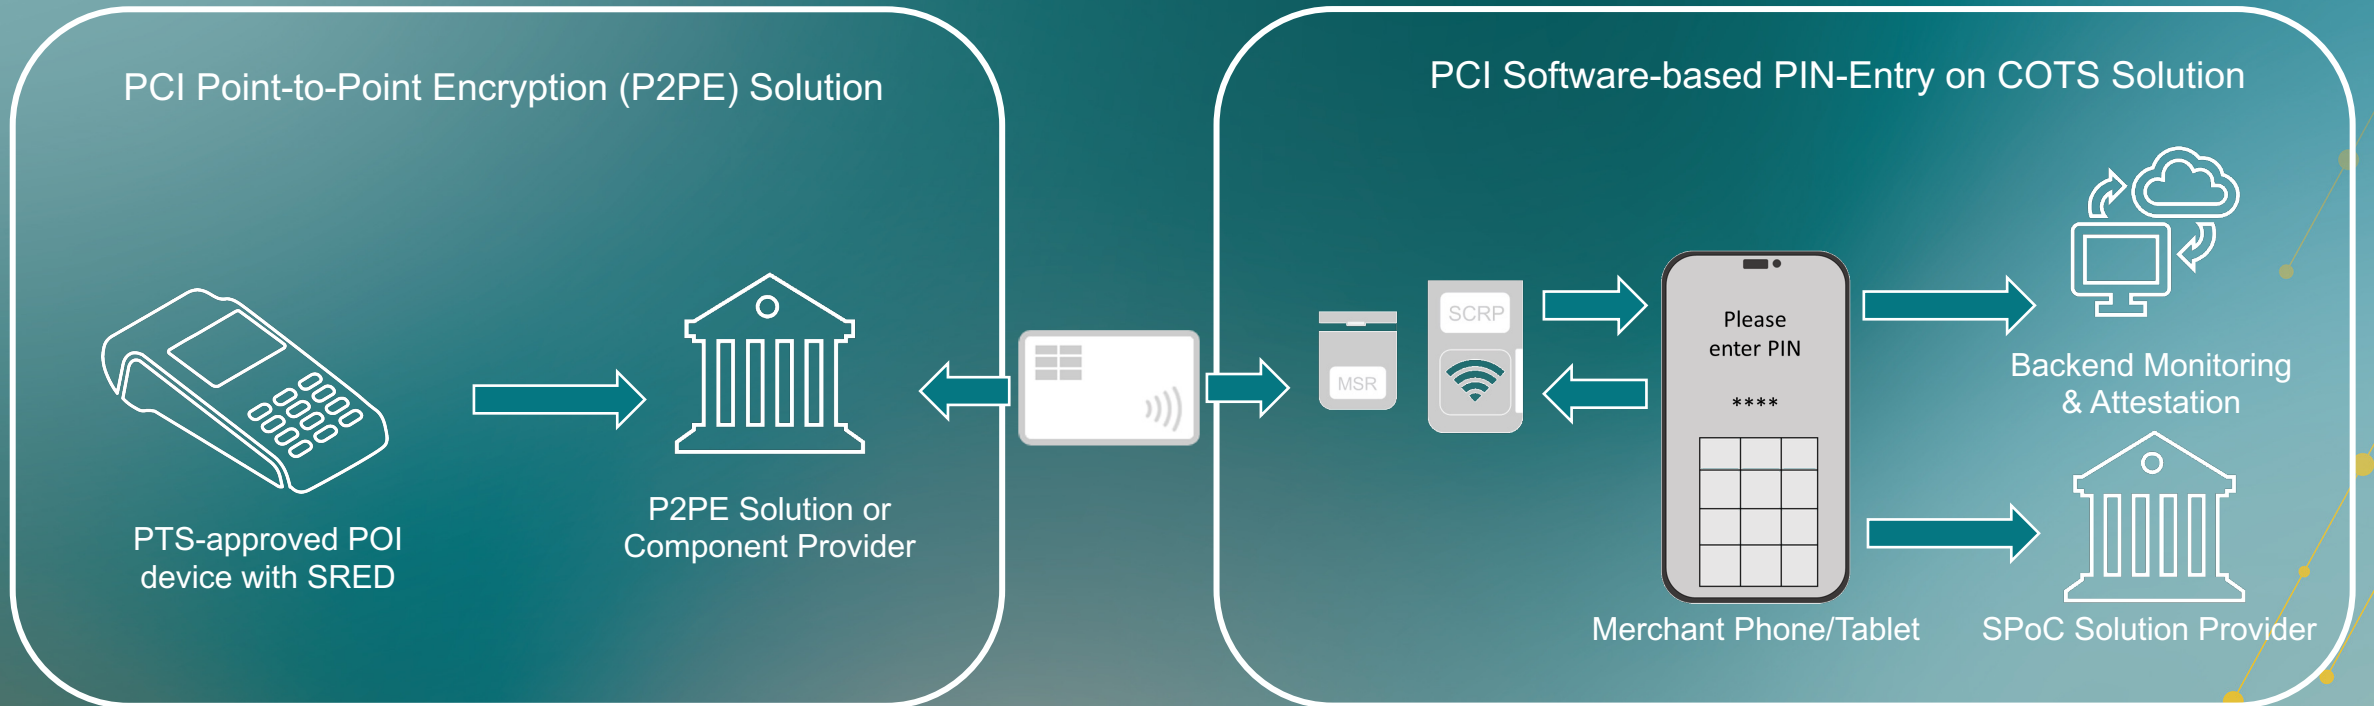 PCI Point-to-Point Encryption (P2PE) Solution
PTS-approved POI
device with SRED
P2PE Solution or
Component Provider
PCI Software-based PIN-Entry on COTS Solution
MSR
SCRP
Please
enter PIN
****
Merchant Phone/Tablet
Backend Monitoring
& Attestation
SPoC Solution Provider